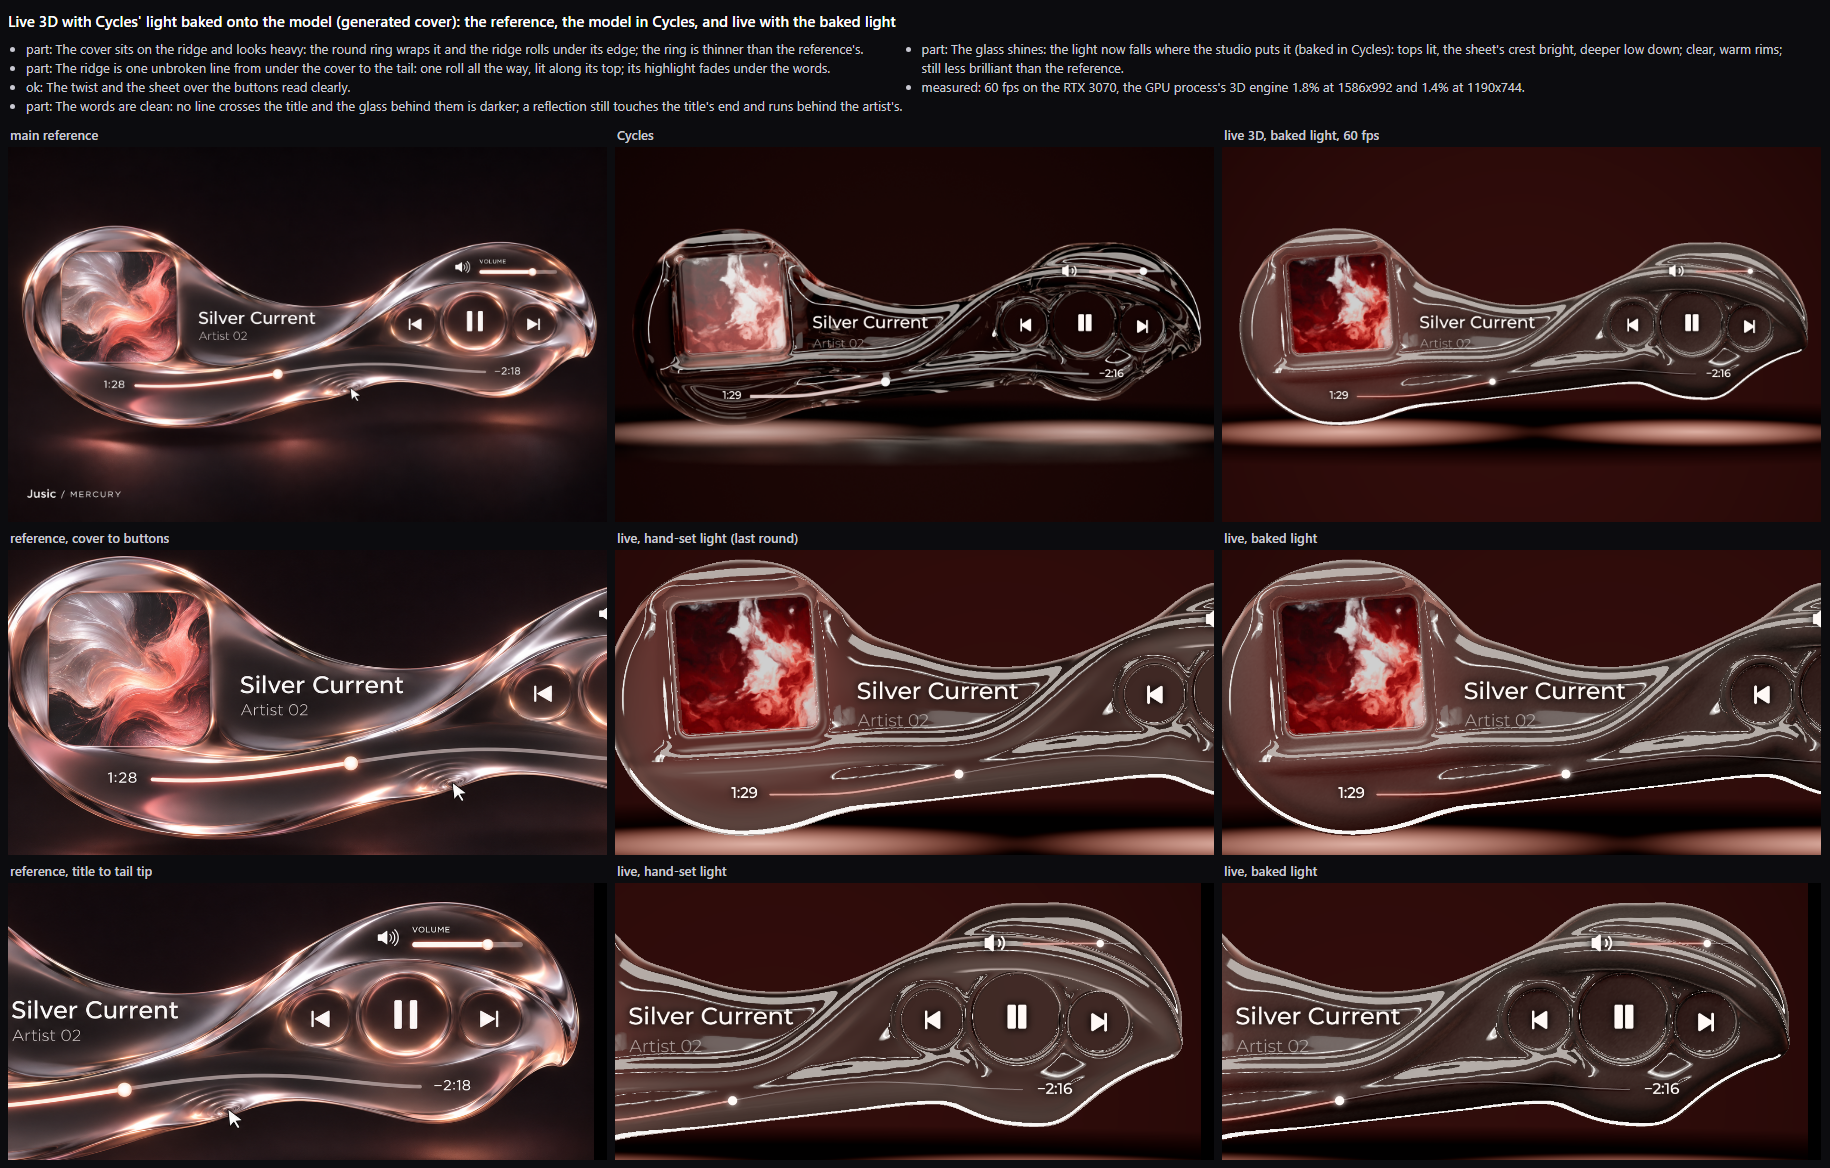 Live 3D with Cycles' light baked onto the model (generated cover): the reference, the model in Cycles, and live with the baked light
• part: The cover sits on the ridge and looks heavy: the round ring wraps it and the ridge rolls under its edge; the ring is thinner than the reference's.
• part: The ridge is one unbroken line from under the cover to the tail: one roll all the way, lit along its top; its highlight fades under the words.
• ok: The twist and the sheet over the buttons read clearly.
• part: The words are clean: no line crosses the title and the glass behind them is darker; a reflection still touches the title's end and runs behind the artist's.
• part: The glass shines: the light now falls where the studio puts it (baked in Cycles): tops lit, the sheet's crest bright, deeper low down; clear, warm rims;
still less brilliant than the reference.
• measured: 60 fps on the RTX 3070, the GPU process's 3D engine 1.8% at 1586x992 and 1.4% at 1190x744.
main reference
VOLUME
Silver Current
Artist 02
1:28
−2:18
Jusic / MERCURY
Cycles
Silver Current
Artist 02
1:29
−2:16
live 3D, baked light, 60 fps
Silver Current
Artist 02
1:29
−2:16
reference, cover to buttons
Silver Current
Artist 02
1:28
live, hand-set light (last round)
Silver Current
Artist 02
1:29
live, baked light
Silver Current
Artist 02
1:29
reference, title to tail tip
VOLUME
Silver Current
Artist 02
−2:18
live, hand-set light
Silver Current
Artist 02
−2:16
live, baked light
Silver Current
Artist 02
−2:16